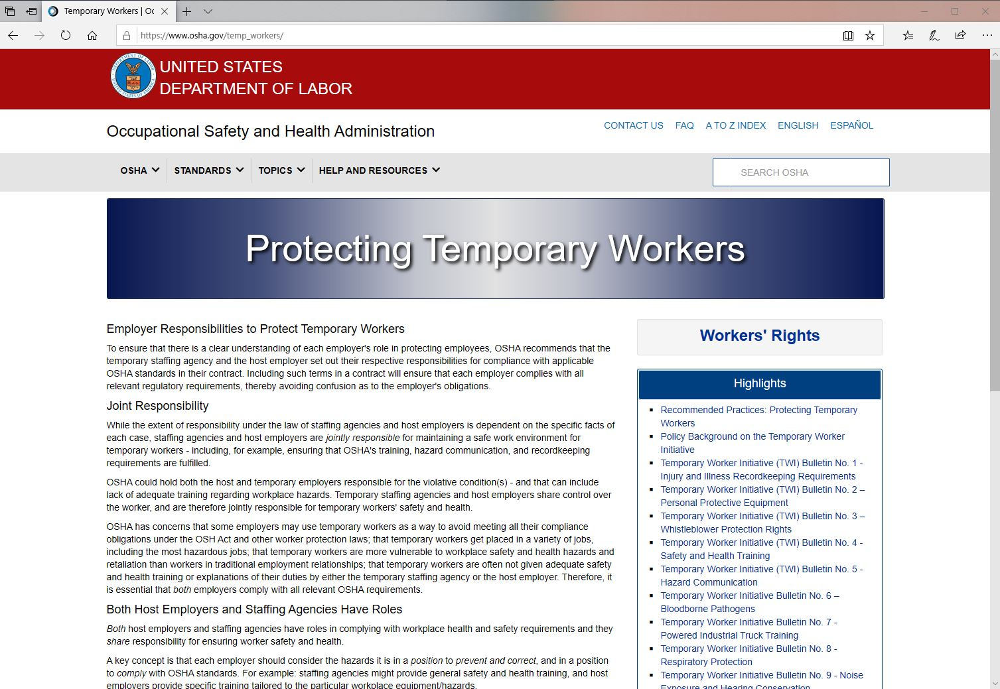 Temporary Workers | Oc
https://www.osha.gov/temp_workers/
UNITED STATES
DEPARTMENT OF LABOR
Occupational Safety and Health Administration
CONTACT US FAQ A TO Z INDEX ENGLISH ESPAÑOL
OSHA STANDARDS TOPICS HELP AND RESOURCES
SEARCH OSHA
Protecting Temporary Workers
Employer Responsibilities to Protect Temporary Workers
To ensure that there is a clear understanding of each employer's role in protecting employees, OSHA recommends that the
temporary staffing agency and the host employer set out their respective responsibilities for compliance with applicable
OSHA standards in their contract. Including such terms in a contract will ensure that each employer complies with all
relevant regulatory requirements, thereby avoiding confusion as to the employer's obligations.
Joint Responsibility
While the extent of responsibility under the law of staffing agencies and host employers is dependent on the specific facts of
each case, staffing agencies and host employers are jointly responsible for maintaining a safe work environment for
temporary workers - including, for example, ensuring that OSHA's training, hazard communication, and recordkeeping
requirements are fulfilled.
OSHA could hold both the host and temporary employers responsible for the violative condition(s) - and that can include
lack of adequate training regarding workplace hazards. Temporary staffing agencies and host employers share control over
the worker, and are therefore jointly responsible for temporary workers' safety and health.
OSHA has concerns that some employers may use temporary workers as a way to avoid meeting all their compliance
obligations under the OSH Act and other worker protection laws; that temporary workers get placed in a variety of jobs,
including the most hazardous jobs; that temporary workers are more vulnerable to workplace safety and health hazards and
retaliation than workers in traditional employment relationships; that temporary workers are often not given adequate safety
and health training or explanations of their duties by either the temporary staffing agency or the host employer. Therefore, it
is essential that both employers comply with all relevant OSHA requirements.
Both Host Employers and Staffing Agencies Have Roles
Both host employers and staffing agencies have roles in complying with workplace health and safety requirements and they
share responsibility for ensuring worker safety and health.
A key concept is that each employer should consider the hazards it is in a position to prevent and correct, and in a position
to comply with OSHA standards. For example: staffing agencies might provide general safety and health training, and host
employers provide specific training tailored to the particular workplace equipment/hazards.
Workers' Rights
Highlights
Recommended Practices: Protecting Temporary
Workers
Policy Background on the Temporary Worker
Initiative
Temporary Worker Initiative (TWI) Bulletin No. 1 -
Injury and Illness Recordkeeping Requirements
Temporary Worker Initiative (TWI) Bulletin No. 2 –
Personal Protective Equipment
Temporary Worker Initiative (TWI) Bulletin No. 3 –
Whistleblower Protection Rights
Temporary Worker Initiative (TWI) Bulletin No. 4 -
Safety and Health Training
Temporary Worker Initiative (TWI) Bulletin No. 5 -
Hazard Communication
Temporary Worker Initiative Bulletin No. 6 –
Bloodborne Pathogens
Temporary Worker Initiative Bulletin No. 7 -
Powered Industrial Truck Training
Temporary Worker Initiative Bulletin No. 8 -
Respiratory Protection
Temporary Worker Initiative Bulletin No. 9 - Noise
Exposure and Hearing Conservation